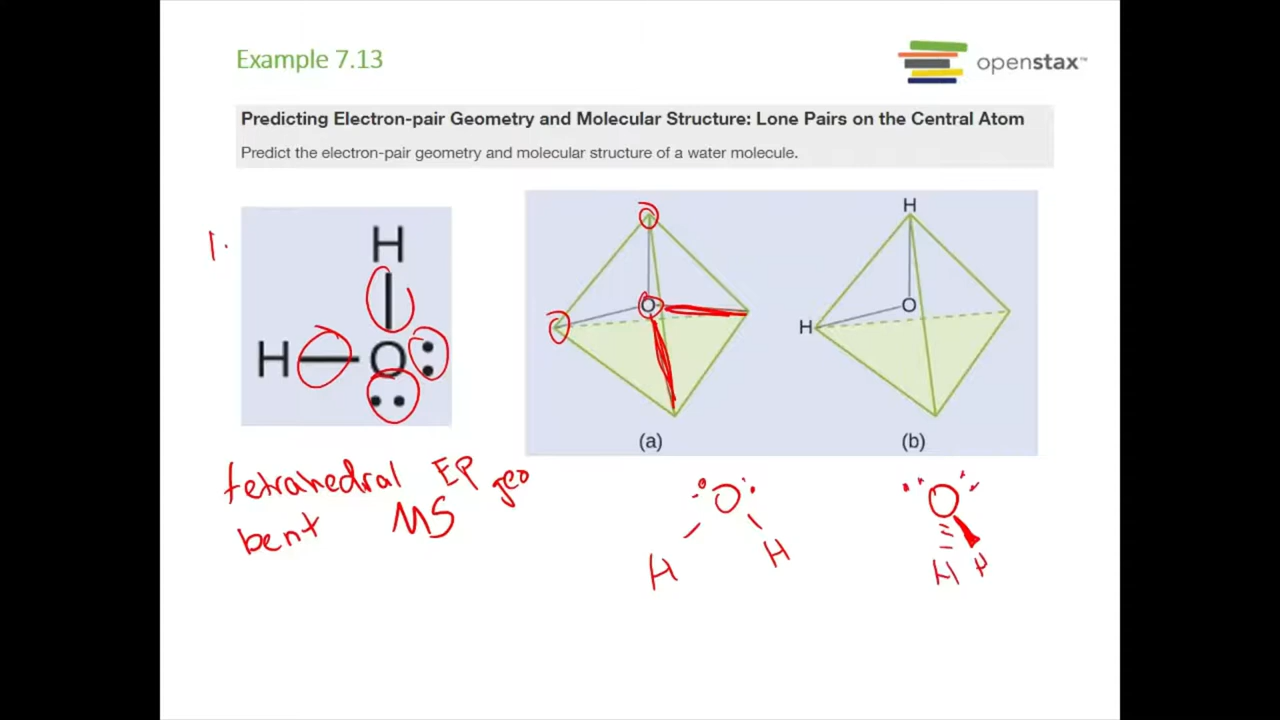 Example 7.13
openstax™
Predicting Electron-pair Geometry and Molecular Structure: Lone Pairs on the Central Atom
Predict the electron-pair geometry and molecular structure of a water molecule.
1.
H
H O
O
(a)
H
H O
(b)
tetrahedral EP geo
bent MS
O
H H
O
H H